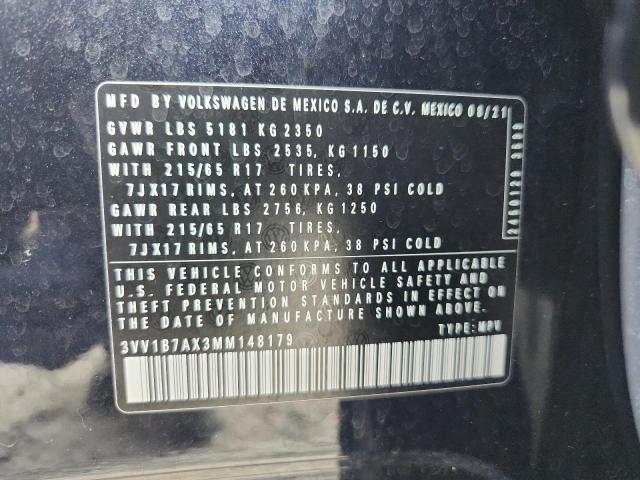 MFD BY VOLKSWAGEN DE MEXICO S.A. DE C.V. MEXICO 08/21
GVWR LBS 5181 KG 2350
GAWR FRONT LBS 2535, KG 1150
WITH 215/65 R17 TIRES,
7JX17 RIMS, AT 260 KPA, 38 PSI COLD
GAWR REAR LBS 2756, KG 1250
WITH 215/65 R17 TIRES,
7JX17 RIMS, AT 260 KPA, 38 PSI COLD
THIS VEHICLE CONFORMS TO ALL APPLICABLE
U.S. FEDERAL MOTOR VEHICLE SAFETY AND
THEFT PREVENTION STANDARDS IN EFFECT ON
THE DATE OF MANUFACTURE SHOWN ABOVE.
3VV1B7AX3MM148179
TYPE: MPV